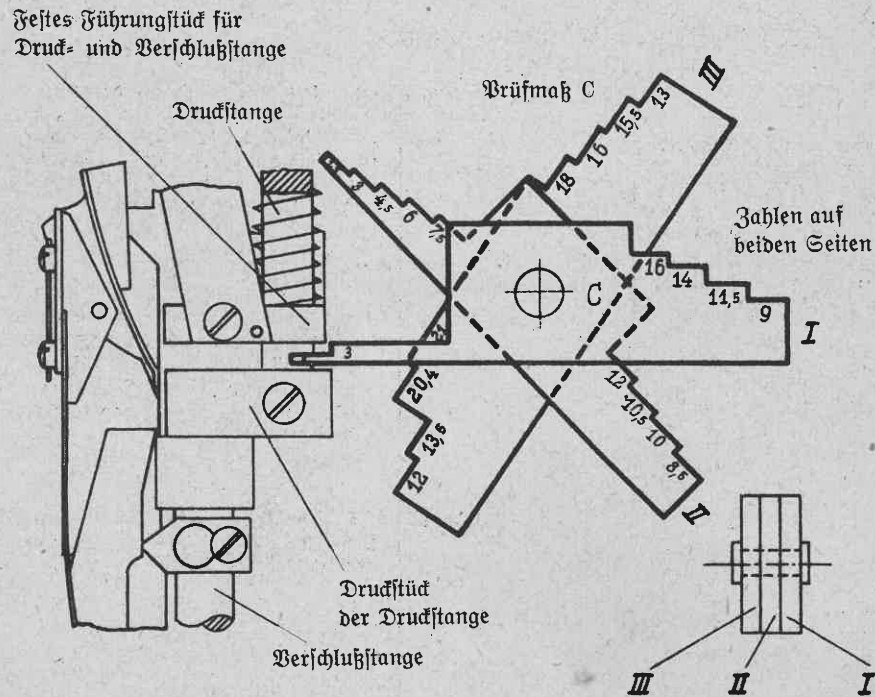 Festes Führungstück für
Druck- und Verschlußstange
Druckstange
Prüfmaß C
III
13
15,5
16
18
3
4,5
6
7,5
Zahlen auf
beiden Seiten
16
14
11,5
9
I
C
3
20,4
13,6
12
12
10,5
10
8,5
II
Druckstück
der Druckstange
Verschlußstange
III
II
I